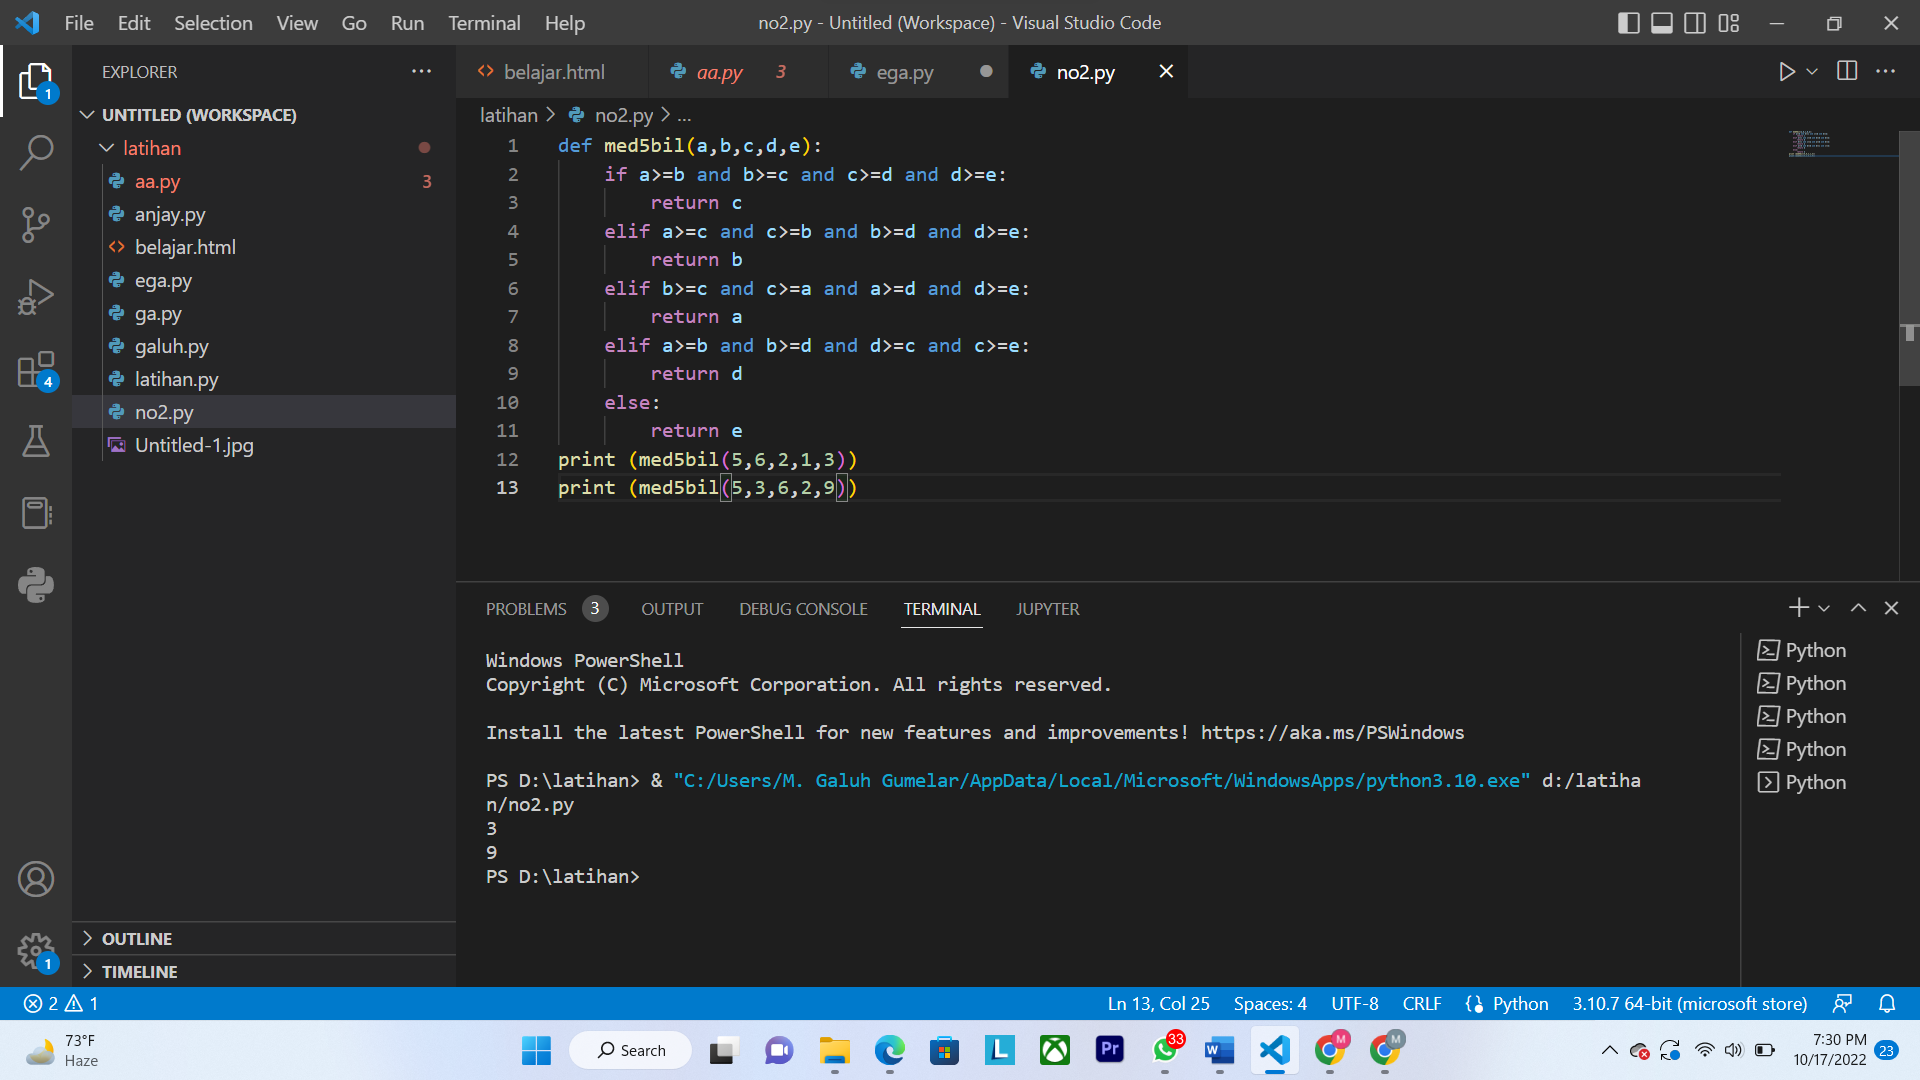 File Edit Selection View Go Run Terminal Help
no2.py - Untitled (Workspace) - Visual Studio Code
EXPLORER
UNTITLED (WORKSPACE)
latihan
aa.py 3
anjay.py
belajar.html
ega.py
ga.py
galuh.py
latihan.py
no2.py
Untitled-1.jpg
OUTLINE
TIMELINE
1
4
1
belajar.html aa.py 3 ega.py no2.py
latihan > no2.py > ...
1 def med5bil(a,b,c,d,e):
2 if a>=b and b>=c and c>=d and d>=e:
3 return c
4 elif a>=c and c>=b and b>=d and d>=e:
5 return b
6 elif b>=c and c>=a and a>=d and d>=e:
7 return a
8 elif a>=b and b>=d and d>=c and c>=e:
9 return d
10 else:
11 return e
12 print (med5bil(5,6,2,1,3))
13 print (med5bil(5,3,6,2,9))
PROBLEMS 3 OUTPUT DEBUG CONSOLE TERMINAL JUPYTER
Windows PowerShell
Copyright (C) Microsoft Corporation. All rights reserved.
Install the latest PowerShell for new features and improvements! https://aka.ms/PSWindows
PS D:\latihan> & "C:/Users/M. Galuh Gumelar/AppData/Local/Microsoft/WindowsApps/python3.10.exe" d:/latiha
n/no2.py
3
9
PS D:\latihan>
Python
Python
Python
Python
Python
2 1
Ln 13, Col 25 Spaces: 4 UTF-8 CRLF Python 3.10.7 64-bit (microsoft store)
73°F
Haze
Search
L
Pr
33
W
M
M
7:30 PM
10/17/2022
23